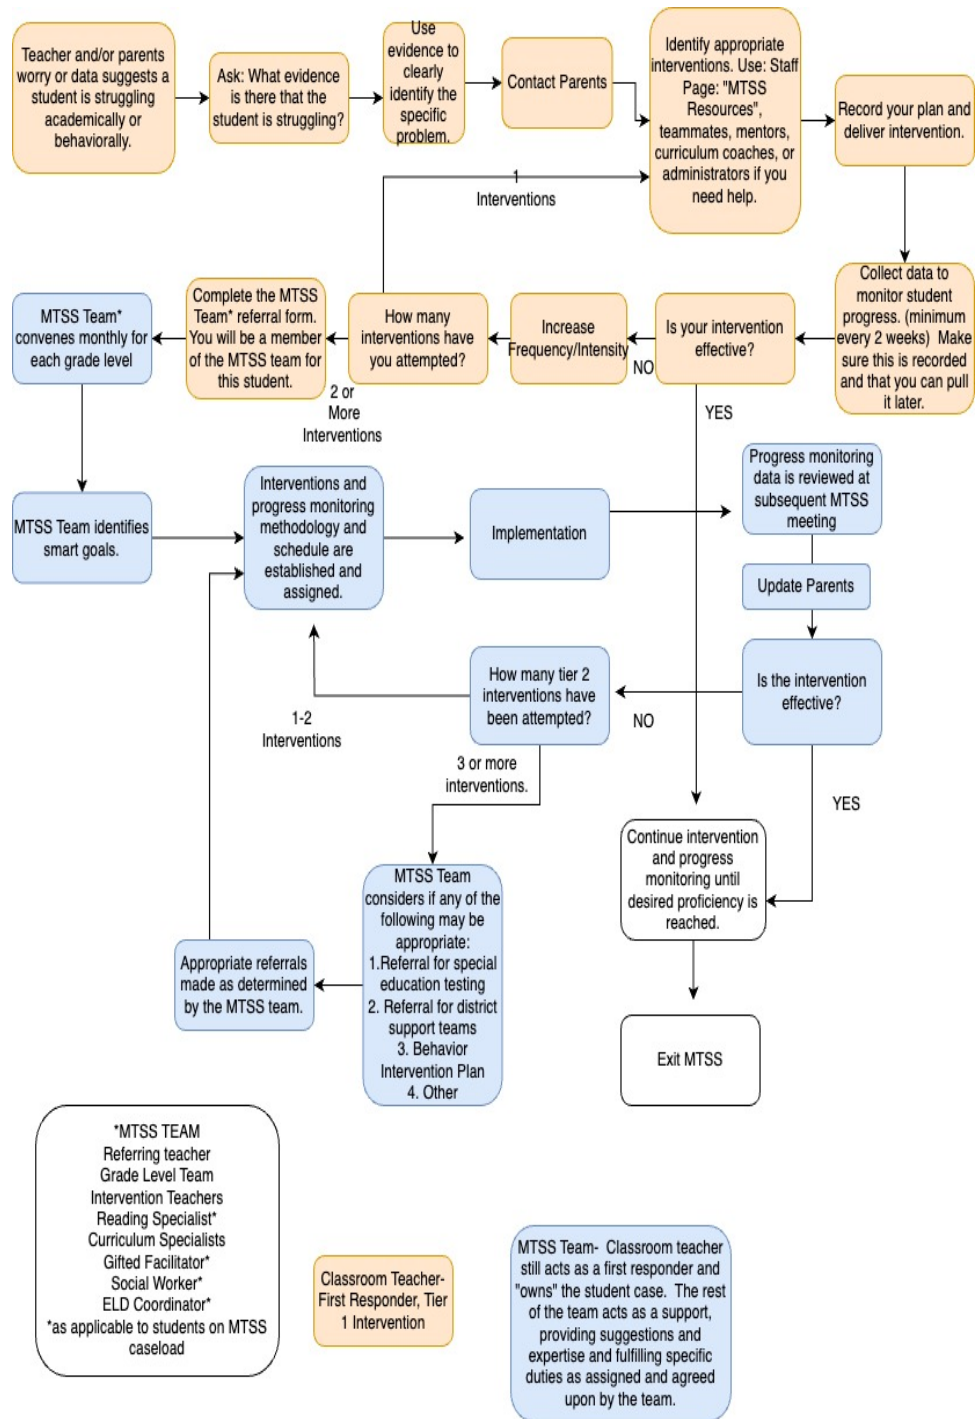 Teacher and/or parents
worry or data suggests a
student is struggling
academically or
behaviorally.
Ask: What evidence
is there that the
student is struggling?
Use
evidence to
clearly
identify the
specific
problem.
Contact Parents
Identify appropriate
interventions. Use: Staff
Page: "MTSS
Resources",
teammates, mentors,
curriculum coaches, or
administrators if you
need help.
Record your plan and
deliver intervention.
1
Interventions
MTSS Team*
convenes monthly for
each grade level
Complete the MTSS
Team* referral form.
You will be a member
of the MTSS team for
this student.
How many
interventions have
you attempted?
Increase
Frequency/Intensity
NO
Is your intervention
effective?
Collect data to
monitor student
progress. (minimum
every 2 weeks) Make
sure this is recorded
and that you can pull
it later.
2 or
More
Interventions
YES
MTSS Team identifies
smart goals.
Interventions and
progress monitoring
methodology and
schedule are
established and
assigned.
Implementation
Progress monitoring
data is reviewed at
subsequent MTSS
meeting
Update Parents
How many tier 2
interventions have
been attempted?
NO
Is the intervention
effective?
1-2
Interventions
3 or more
interventions.
YES
Continue intervention
and progress
monitoring until
desired proficiency is
reached.
MTSS Team
considers if any of the
following may be
appropriate:
1.Referral for special
education testing
2. Referral for district
support teams
3. Behavior
Intervention Plan
4. Other
Appropriate referrals
made as determined
by the MTSS team.
Exit MTSS
*MTSS TEAM
Referring teacher
Grade Level Team
Intervention Teachers
Reading Specialist*
Curriculum Specialists
Gifted Facilitator*
Social Worker*
ELD Coordinator*
*as applicable to students on MTSS
caseload
Classroom Teacher-
First Responder, Tier
1 Intervention
MTSS Team- Classroom teacher
still acts as a first responder and
"owns" the student case. The rest
of the team acts as a support,
providing suggestions and
expertise and fulfilling specific
duties as assigned and agreed
upon by the team.